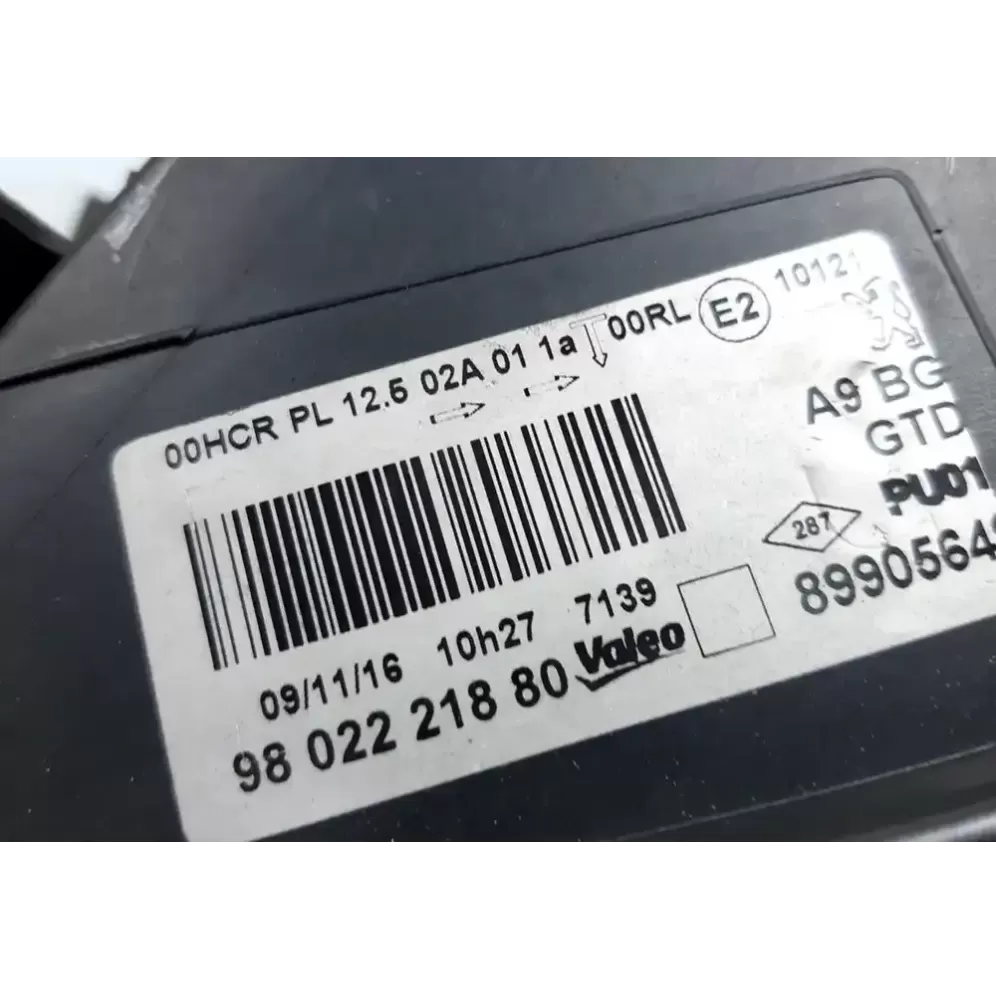 00HCR PL 12.5 02A 01 1a 00RL E2 10121
A9 BG
GTD
PU01
287
8990564
09/11/16 10h27 7139
98 022 218 80 Valeo